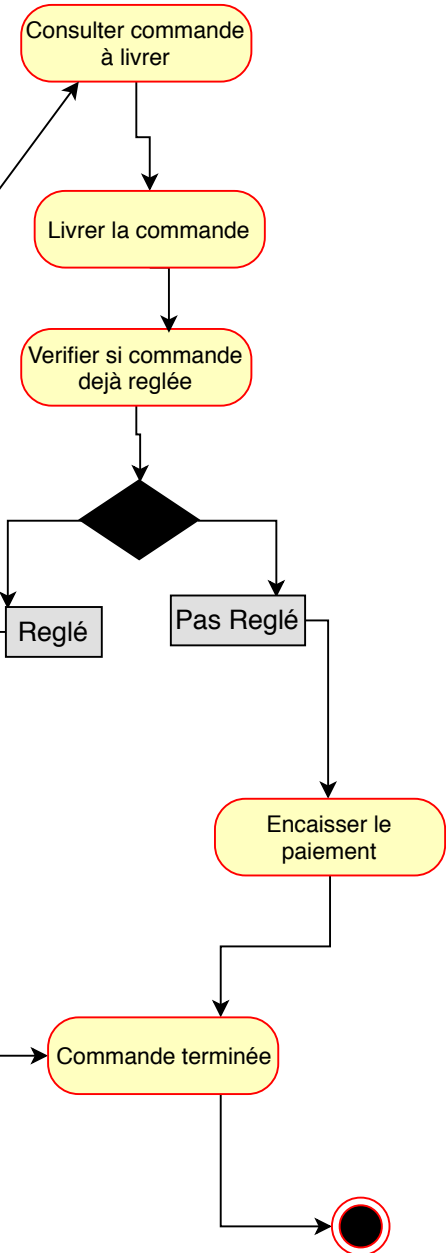 Consulter commande
à livrer
Livrer la commande
Verifier si commande
dejà reglée
Reglé
Pas Reglé
Encaisser le
paiement
Commande terminée